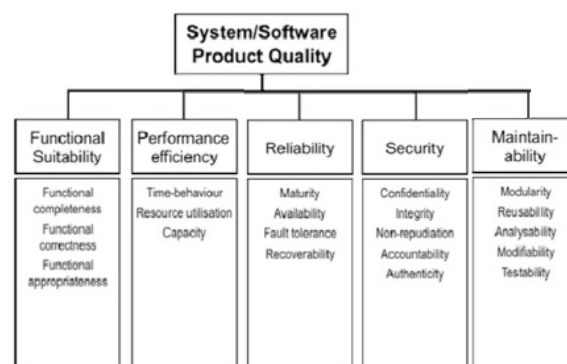 System/Software
Product Quality
Functional
Suitability
Functional
completeness
Functional
correctness
Functional
appropriateness
Performance
efficiency
Time-behaviour
Resource utilisation
Capacity
Reliability
Maturity
Availability
Fault tolerance
Recoverability
Security
Confidentiality
Integrity
Non-repudiation
Accountability
Authenticity
Maintain-
ability
Modularity
Reusability
Analysability
Modifiability
Testability